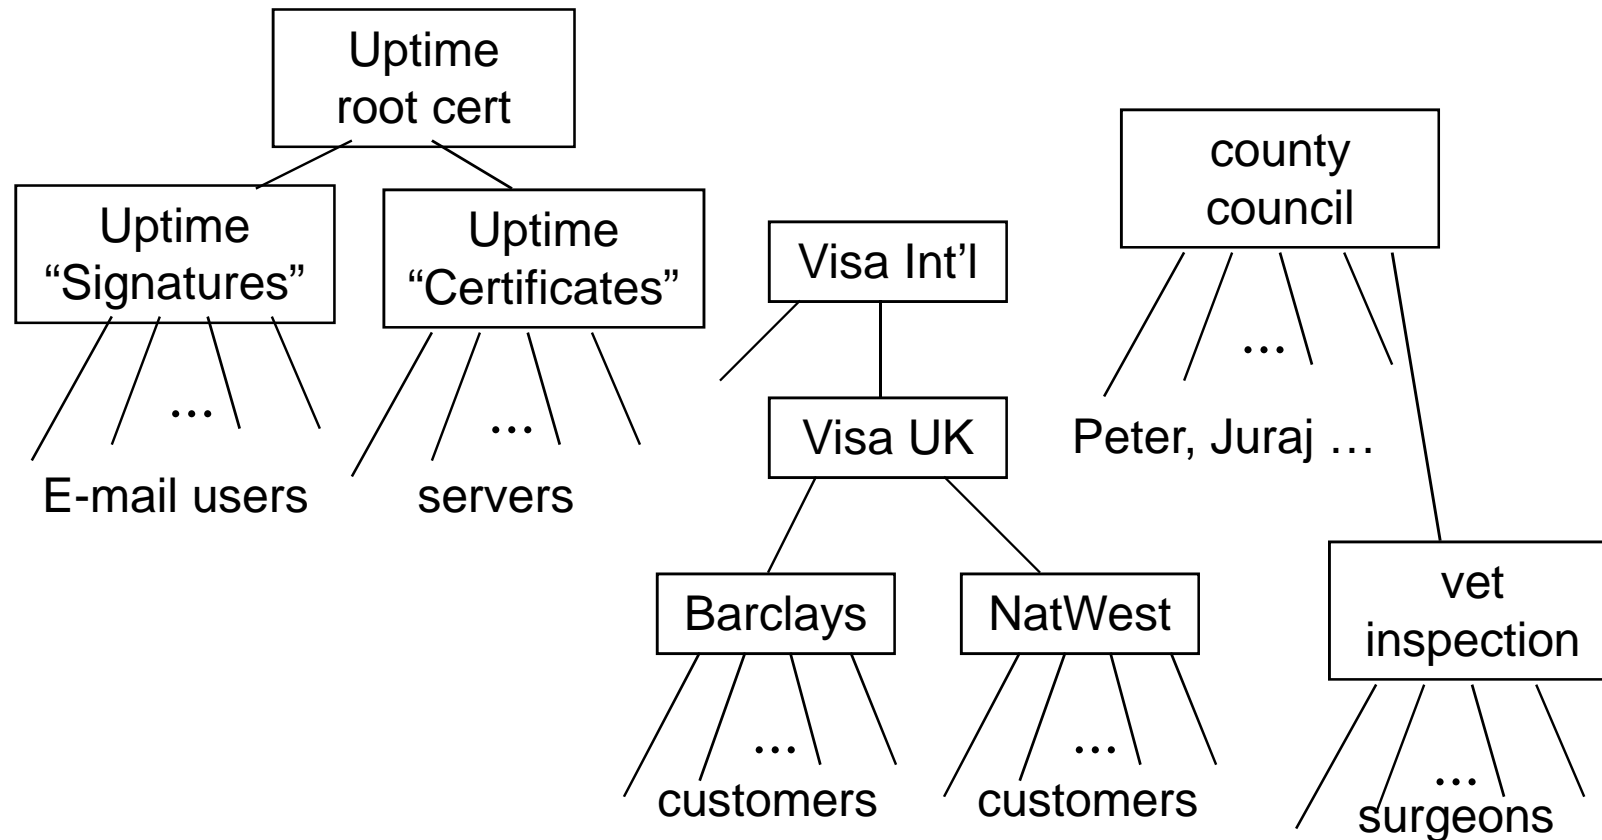 Uptime
root cert
Uptime
“Signatures”
...
E-mail users
Uptime
“Certificates”
...
servers
Visa Int’l
Visa UK
Barclays
...
customers
NatWest
...
customers
county
council
...
Peter, Juraj …
vet
inspection
...
surgeons